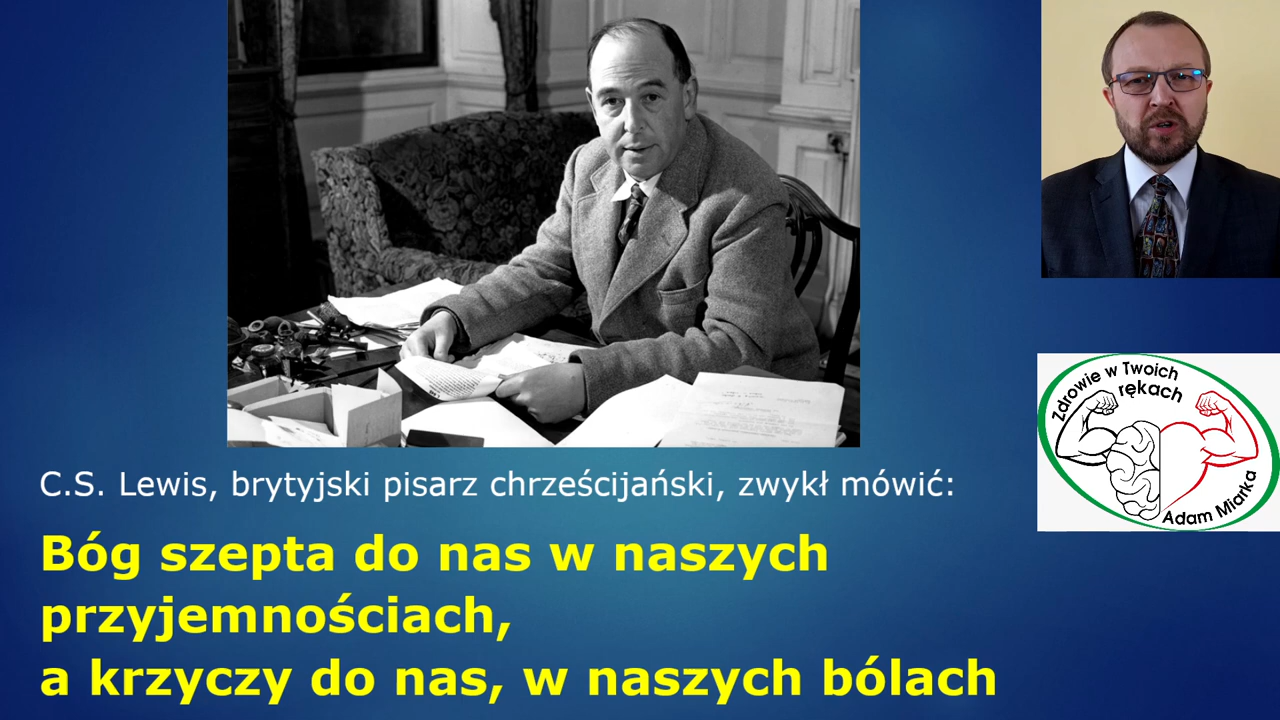 C.S. Lewis, brytyjski pisarz chrześcijański, zwykł mówić:
Bóg szepta do nas w naszych
przyjemnościach,
a krzyczy do nas, w naszych bólach
Zdrowie w Twoich
rękach
Adam Miarka